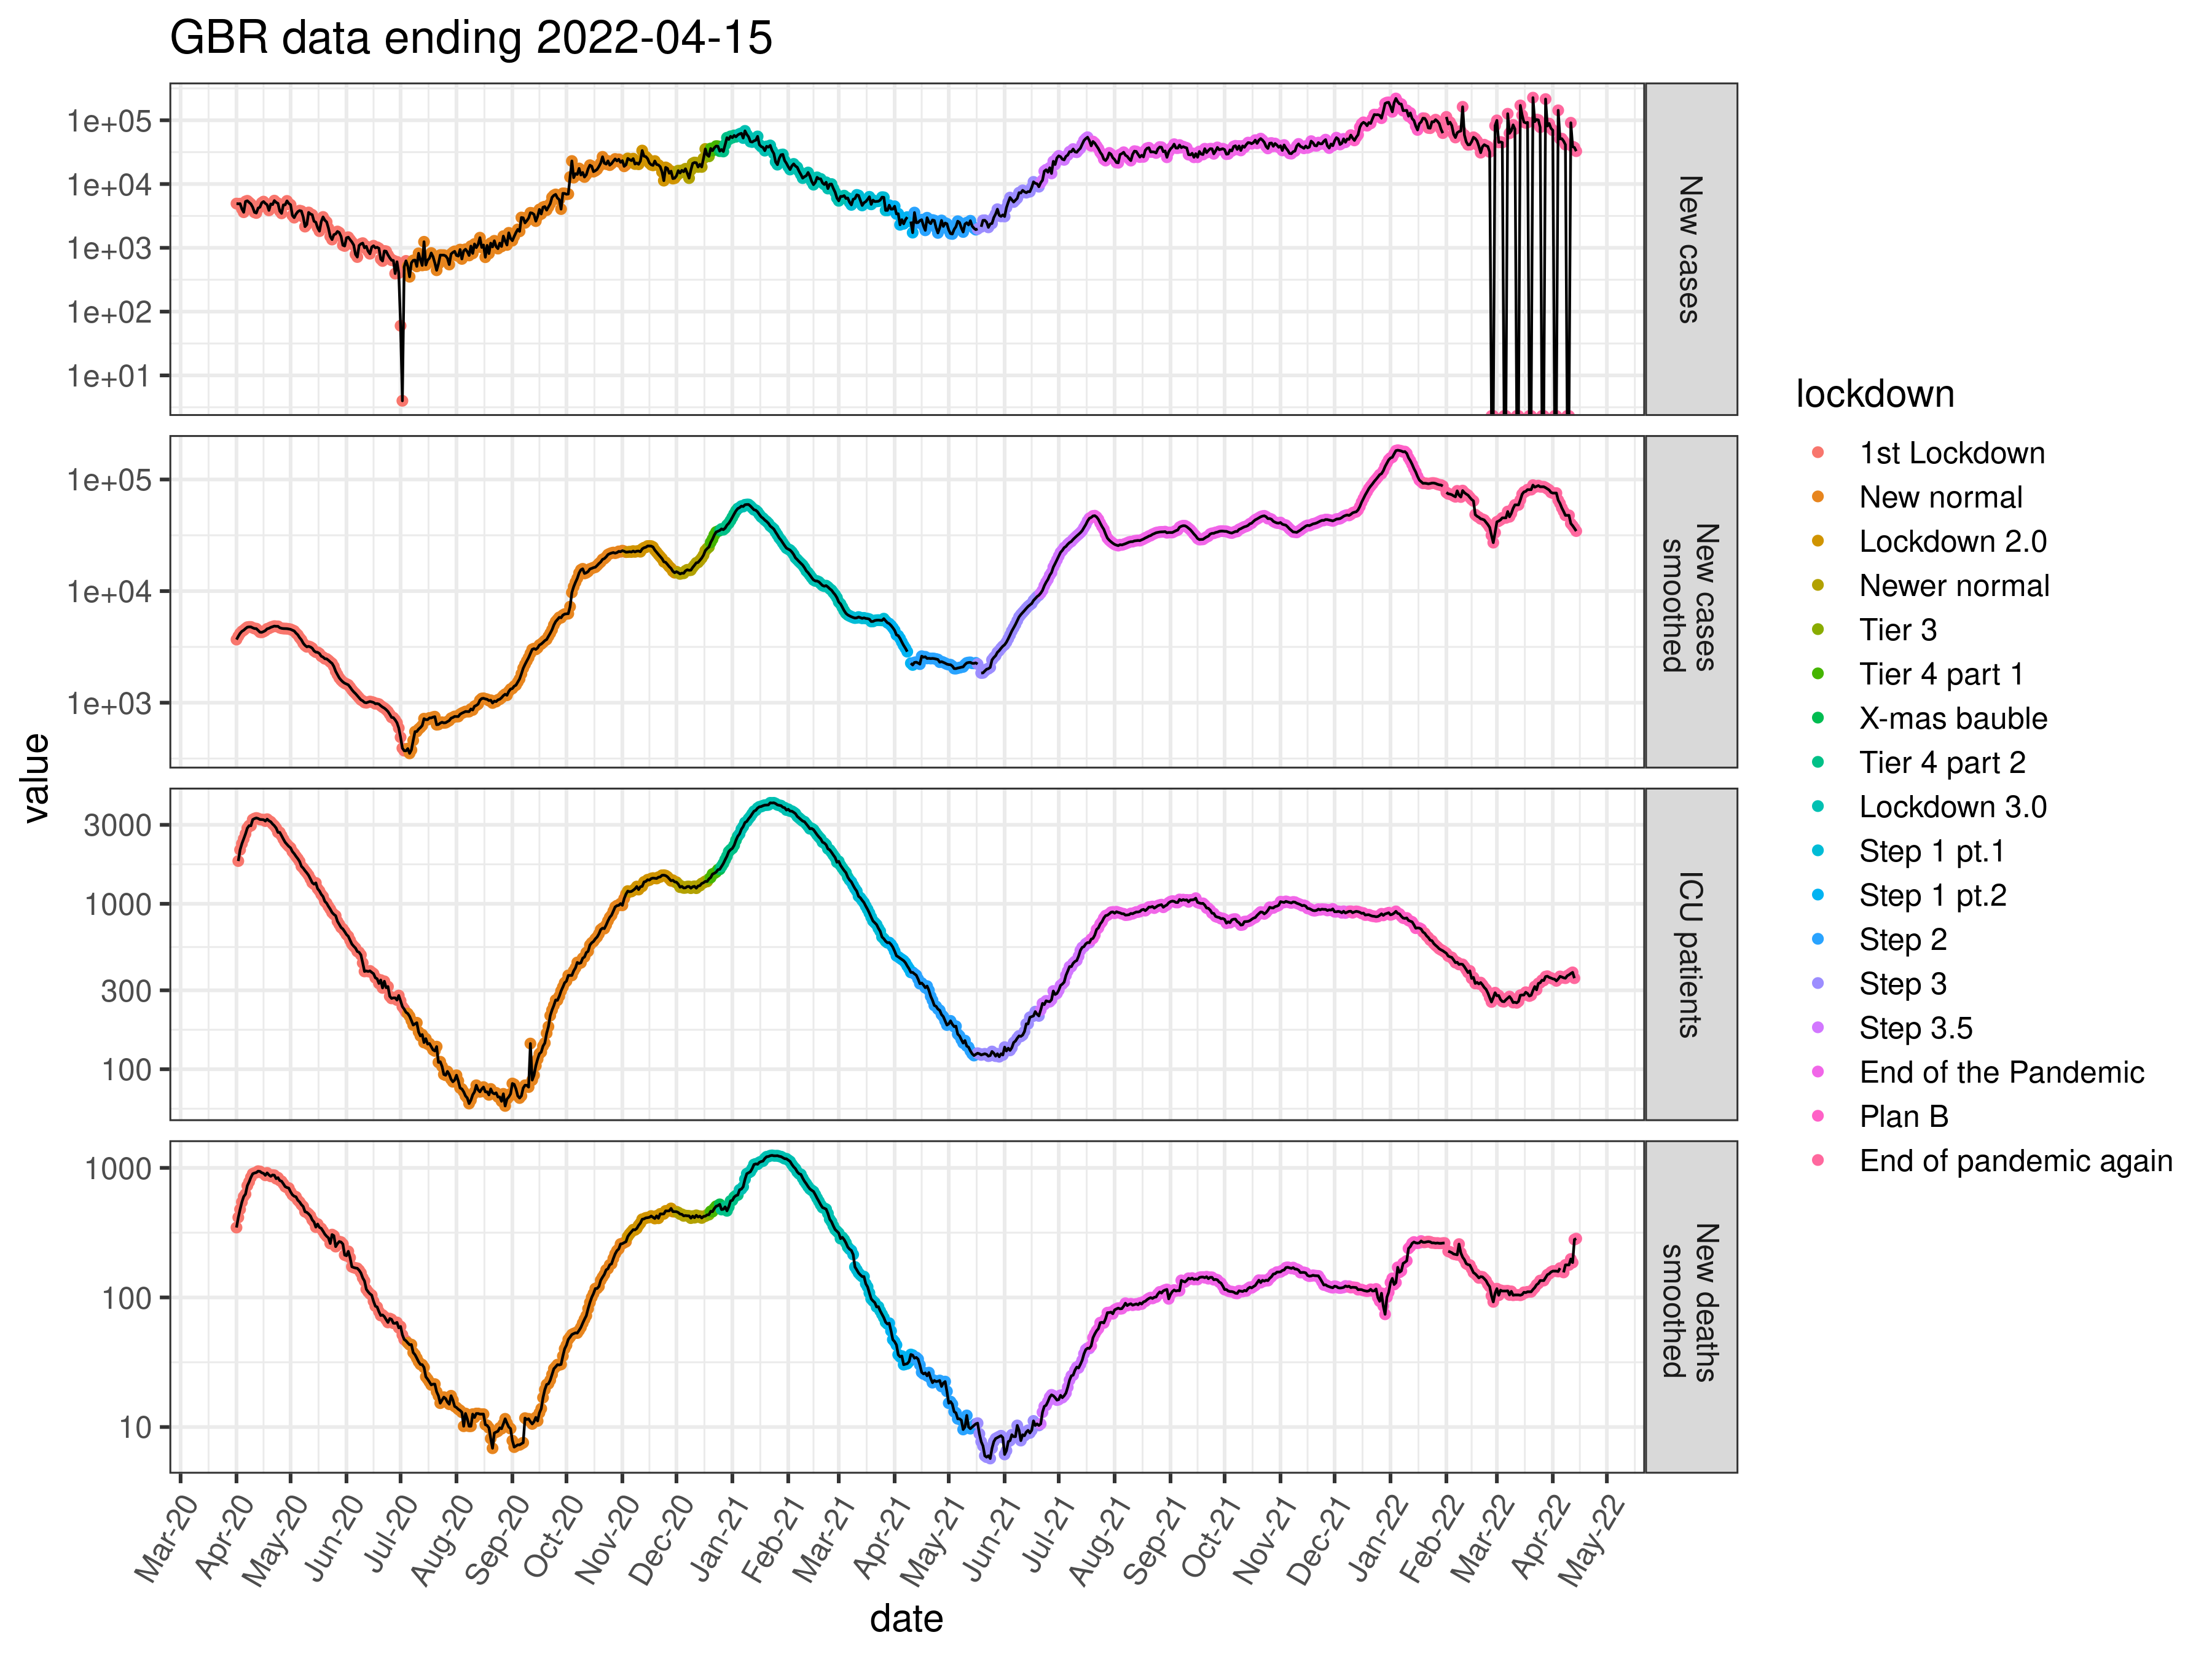 GBR data ending 2022-04-15
1e+05
1e+04
1e+03
1e+02
1e+01
New cases
1e+05
1e+04
1e+03
New cases
smoothed
3000
1000
300
100
ICU patients
1000
100
10
New deaths
smoothed
value
Mar-20
Apr-20
May-20
Jun-20
Jul-20
Aug-20
Sep-20
Oct-20
Nov-20
Dec-20
Jan-21
Feb-21
Mar-21
Apr-21
May-21
Jun-21
Jul-21
Aug-21
Sep-21
Oct-21
Nov-21
Dec-21
Jan-22
Feb-22
Mar-22
Apr-22
May-22
date
lockdown
1st Lockdown
New normal
Lockdown 2.0
Newer normal
Tier 3
Tier 4 part 1
X-mas bauble
Tier 4 part 2
Lockdown 3.0
Step 1 pt.1
Step 1 pt.2
Step 2
Step 3
Step 3.5
End of the Pandemic
Plan B
End of pandemic again